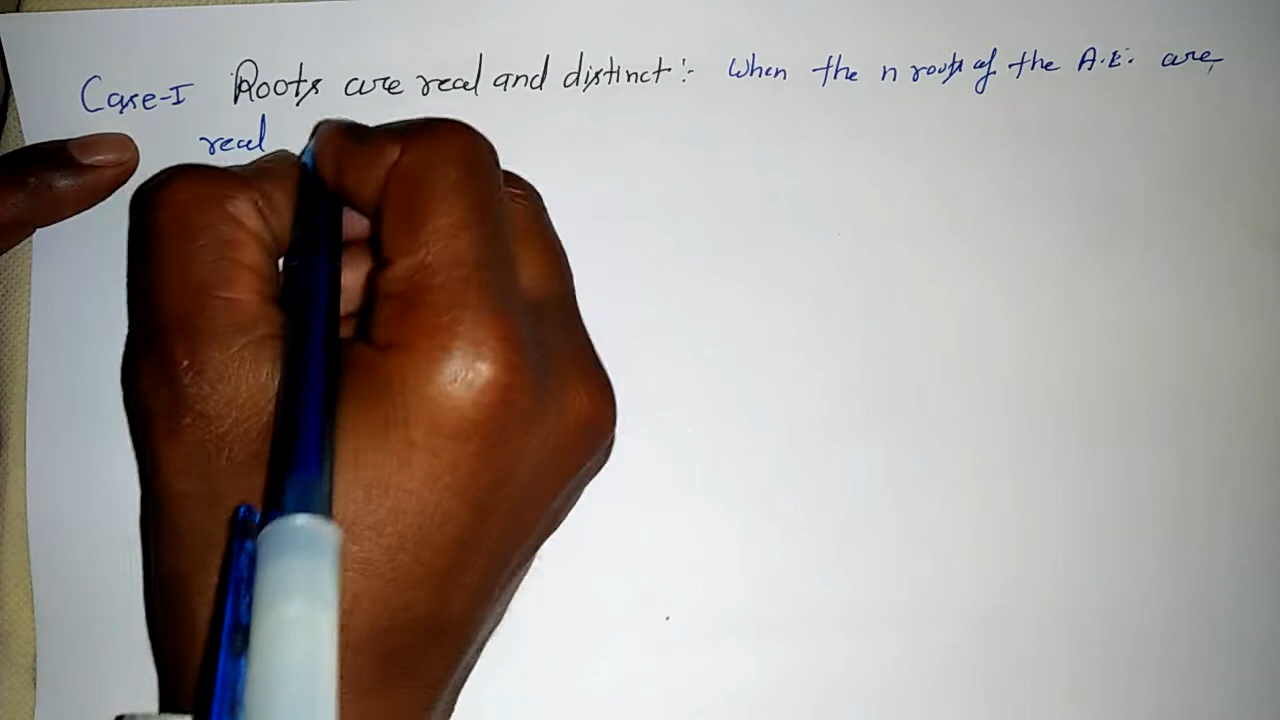 Case-I Roots are real and distinct:- When the n roots of the A.E. are
real